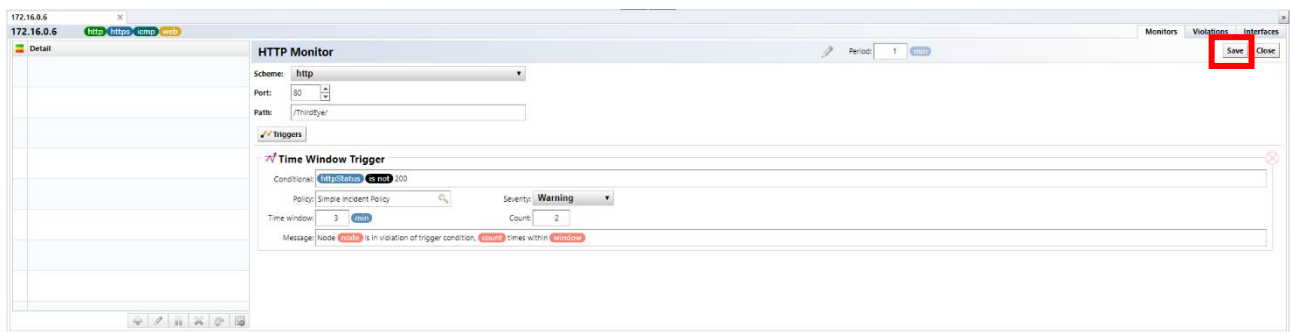 172.16.0.6
172.16.0.6 http https icmp web Monitors Violations Interfaces
Detail
HTTP Monitor Period: 1 min Save Close
Scheme: http
Port: 80
Path: /ThirdEye/
Triggers
Time Window Trigger
Conditional: httpStatus is not 200
Policy: Simple Incident Policy Severity: Warning
Time window: 3 min Count: 2
Message: Node node is in violation of trigger condition, count times within window